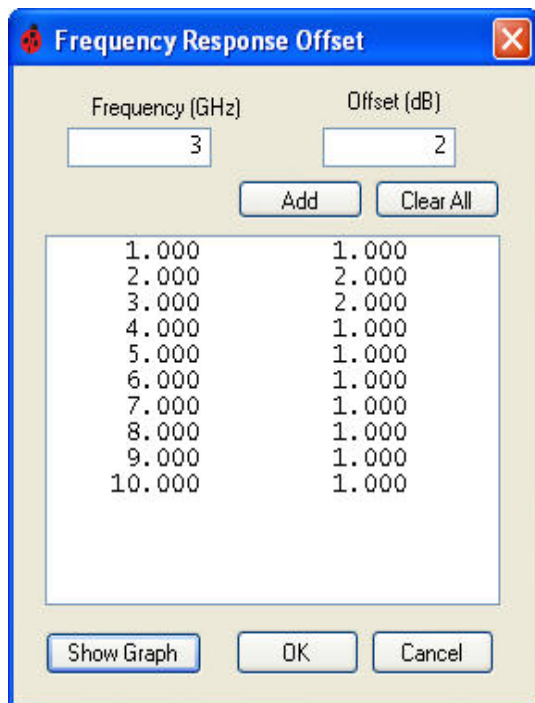 Frequency Response Offset
Frequency (GHz) Offset (dB)
3 2
Add Clear All
1.000 1.000
2.000 2.000
3.000 2.000
4.000 1.000
5.000 1.000
6.000 1.000
7.000 1.000
8.000 1.000
9.000 1.000
10.000 1.000
Show Graph OK Cancel